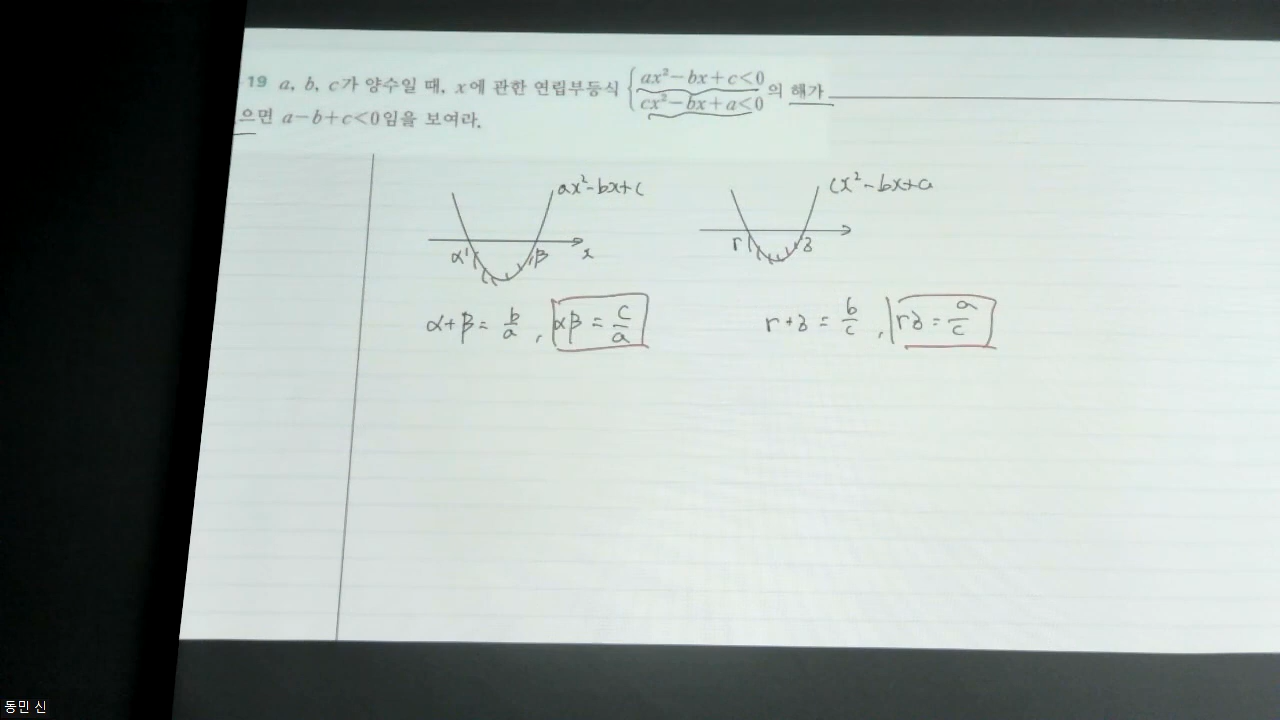 19 a, b, c가 양수일 때, x에 관한 연립부등식 { ax²-bx+c<0
cx²-bx+a<0 의 해가
으면 a-b+c<0임을 보여라.
ax²-bx+c
cx²-bx+a
α β x
r δ
α+β = b/a , αβ = c/a
r+δ = b/c , rδ = a/c
동민 신